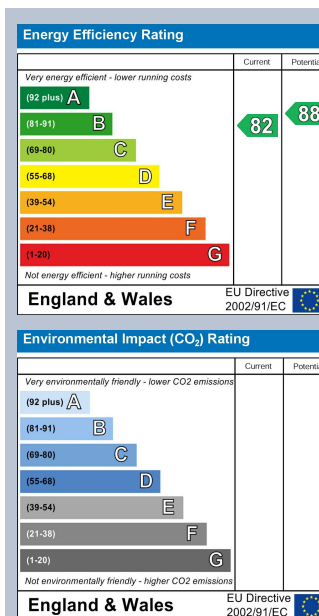 Energy Efficiency Rating
Current Potentia
Very energy efficient - lower running costs
(92 plus) A
(81-91) B
82
88
(69-80) C
(55-68) D
(39-54) E
(21-38) F
(1-20) G
Not energy efficient - higher running costs
England & Wales
EU Directive
2002/91/EC
Environmental Impact (CO₂) Rating
Current Potentia
Very environmentally friendly - lower CO2 emissions
(92 plus) A
(81-91) B
(69-80) C
(55-68) D
(39-54) E
(21-38) F
(1-20) G
Not environmentally friendly - higher CO2 emissions
England & Wales
EU Directive
2002/91/EC